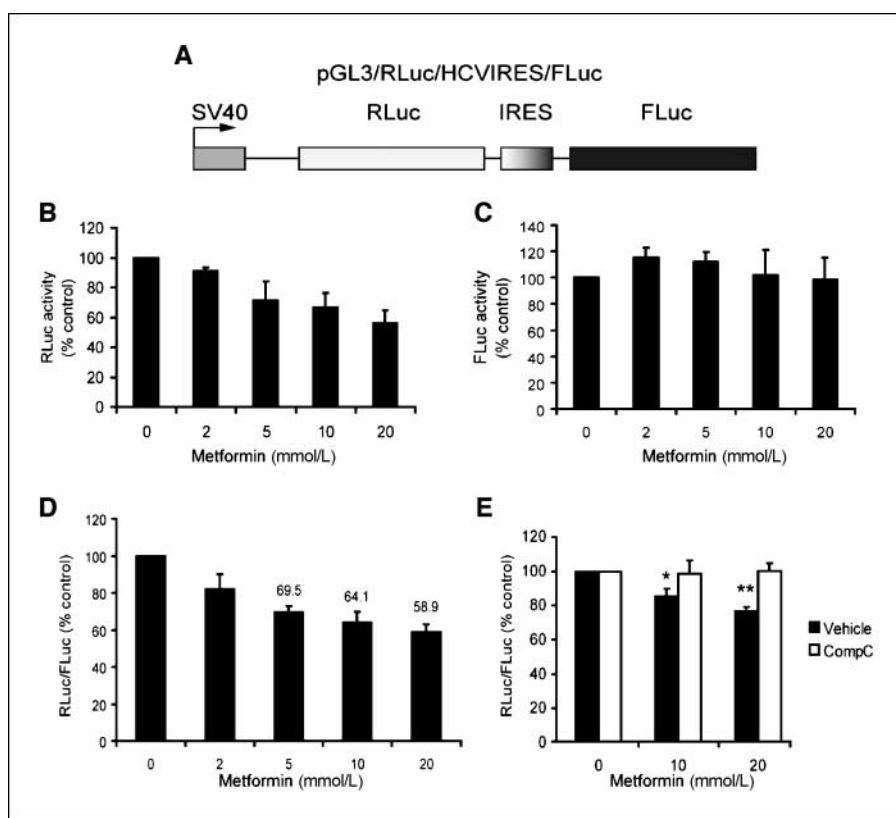 A
pGL3/RLuc/HCVIRES/FLuc
SV40 RLuc IRES FLuc
B
RLuc activity
(% control)
120
100
80
60
40
20
0
0 2 5 10 20
Metformin (mmol/L)
C
FLuc activity
(% control)
140
120
100
80
60
40
20
0
0 2 5 10 20
Metformin (mmol/L)
D
RLuc/FLuc (% control)
120
100
80
60
40
20
0
69.5
64.1
58.9
0 2 5 10 20
Metformin (mmol/L)
E
RLuc/FLuc (% control)
120
100
80
60
40
20
0
*
**
0 10 20
Metformin (mmol/L)
Vehicle
CompC